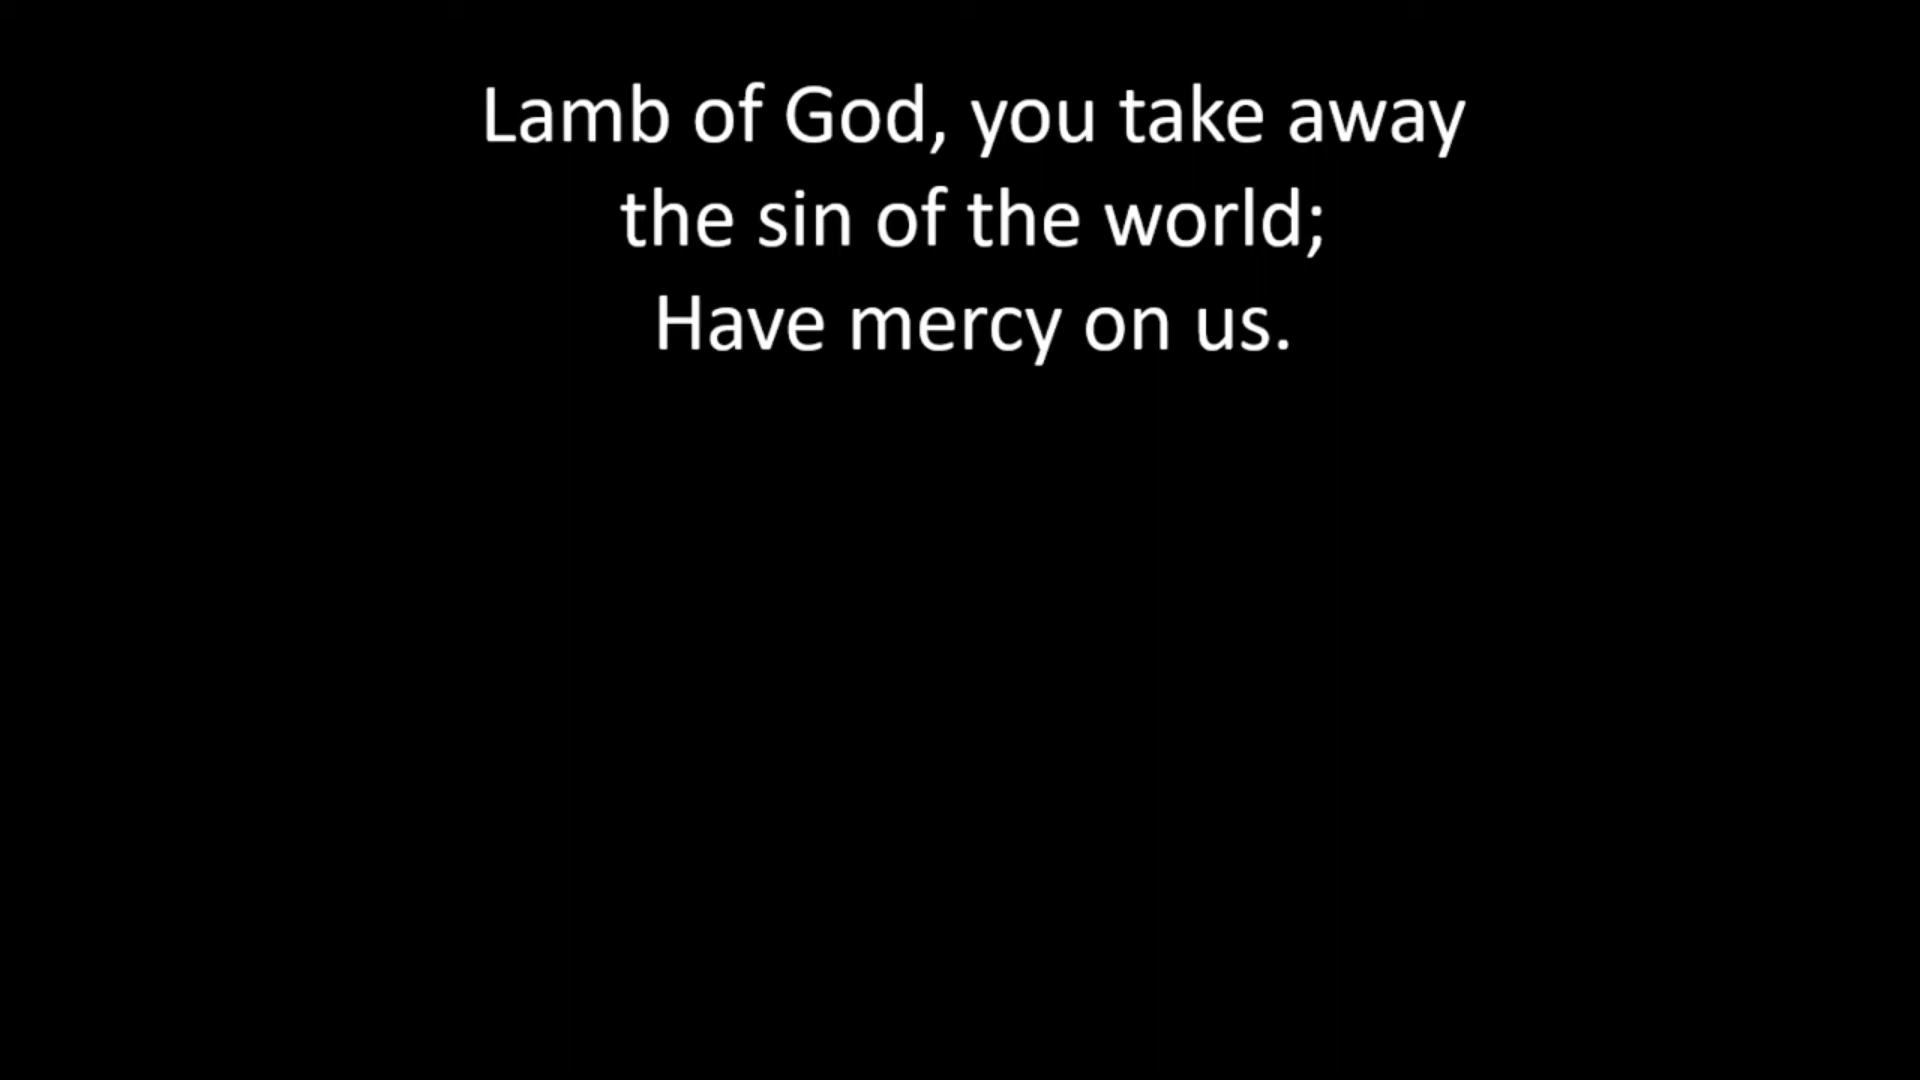 Lamb of God, you take away
the sin of the world;
Have mercy on us.